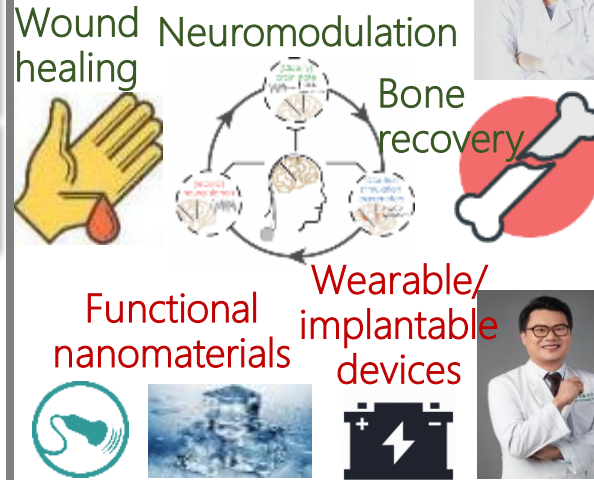 Wound
healing
Neuromodulation
Bone
recovery
Functional
nanomaterials
Wearable/
implantable
devices
+ -